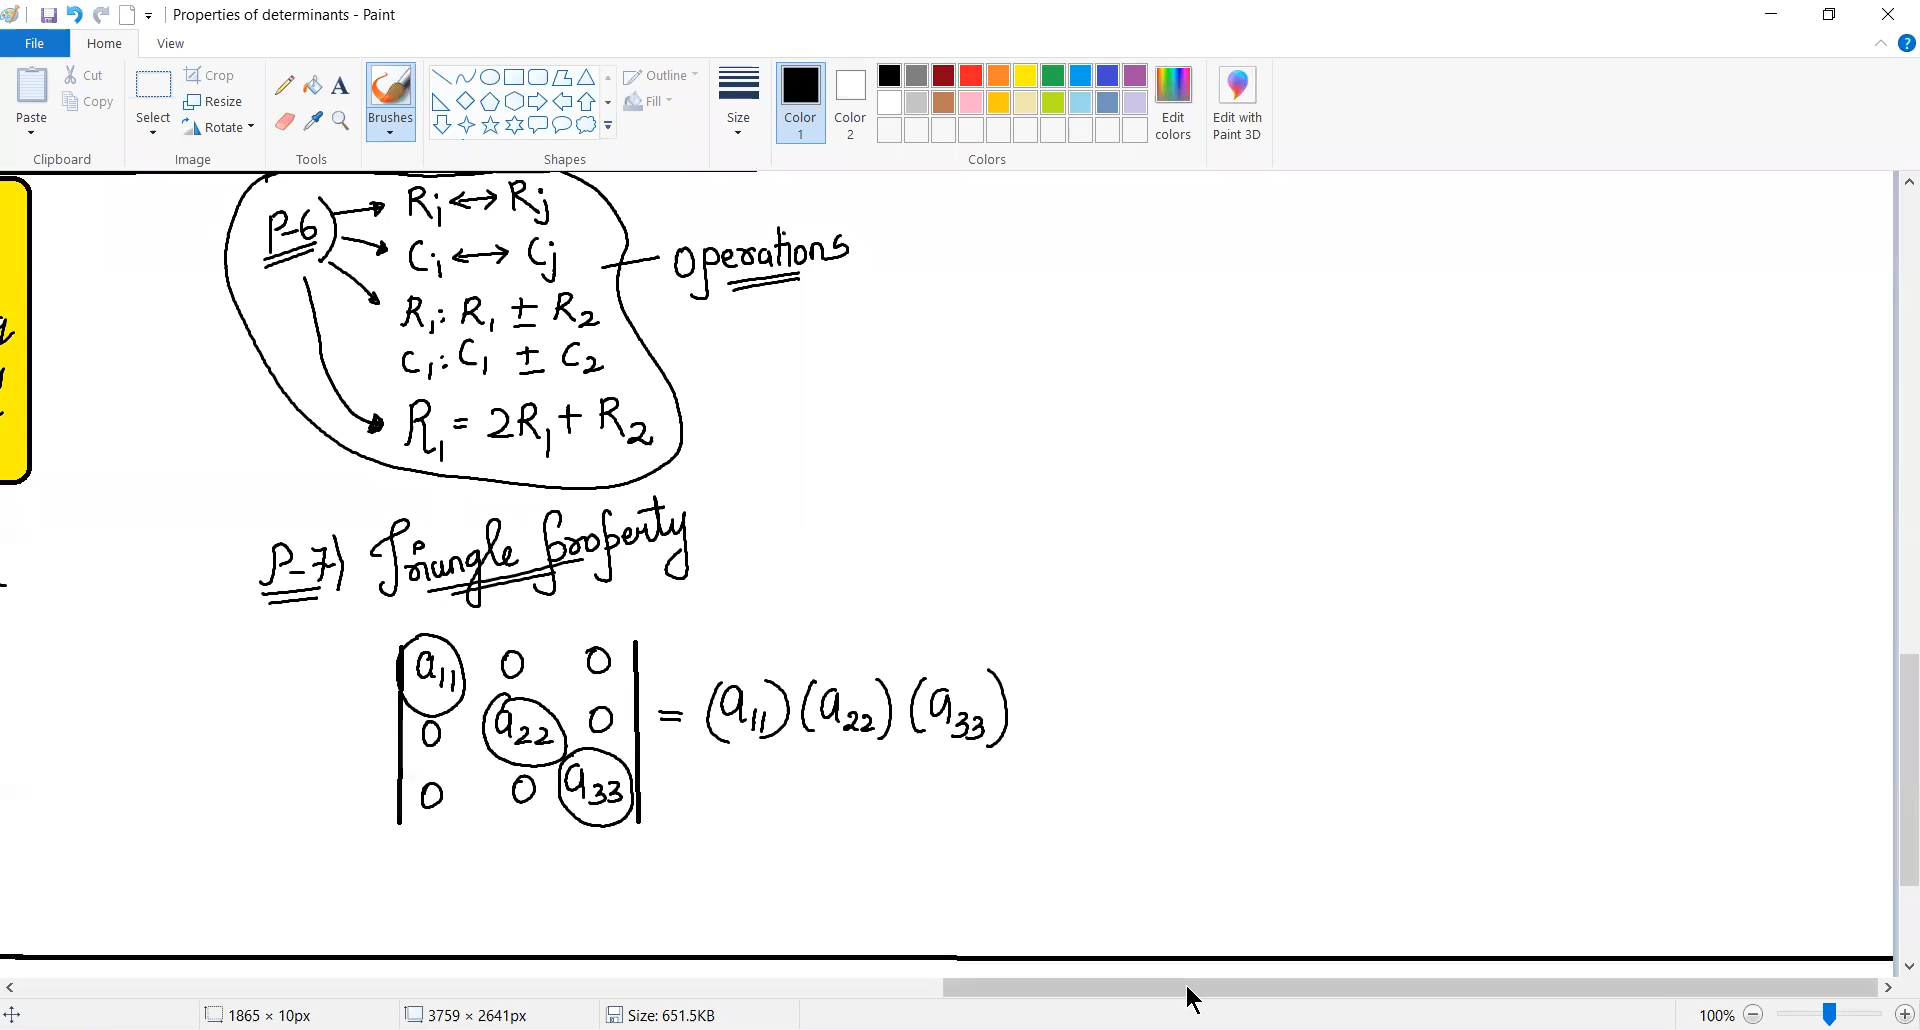 Properties of determinants - Paint
File Home View
Paste
Cut
Copy
Clipboard
Select
Crop
Resize
Rotate
Image
A
Tools
Brushes
Outline
Fill
Shapes
Size
Color 1
Color 2
Edit colors
Edit with Paint 3D
Colors
P-6)
Ri ↔ Rj
Ci ↔ Cj
operations
R1: R1 ± R2
C1: C1 ± C2
R1 = 2R1 + R2
P-7) Triangle property
a11 0 0
0 a22 0 = (a11)(a22)(a33)
0 0 a33
1865 × 10px 3759 × 2641px Size: 651.5KB 100%